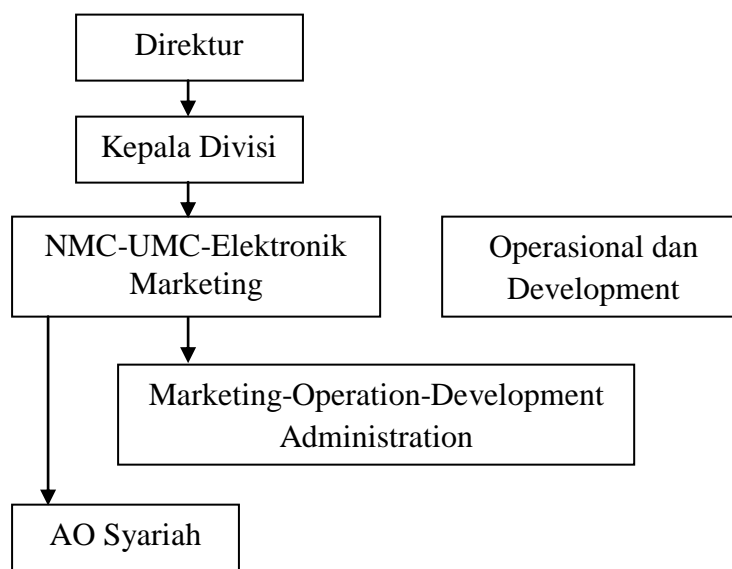 Direktur
Kepala Divisi
NMC-UMC-Elektronik
Marketing
Operasional dan
Development
Marketing-Operation-Development
Administration
AO Syariah